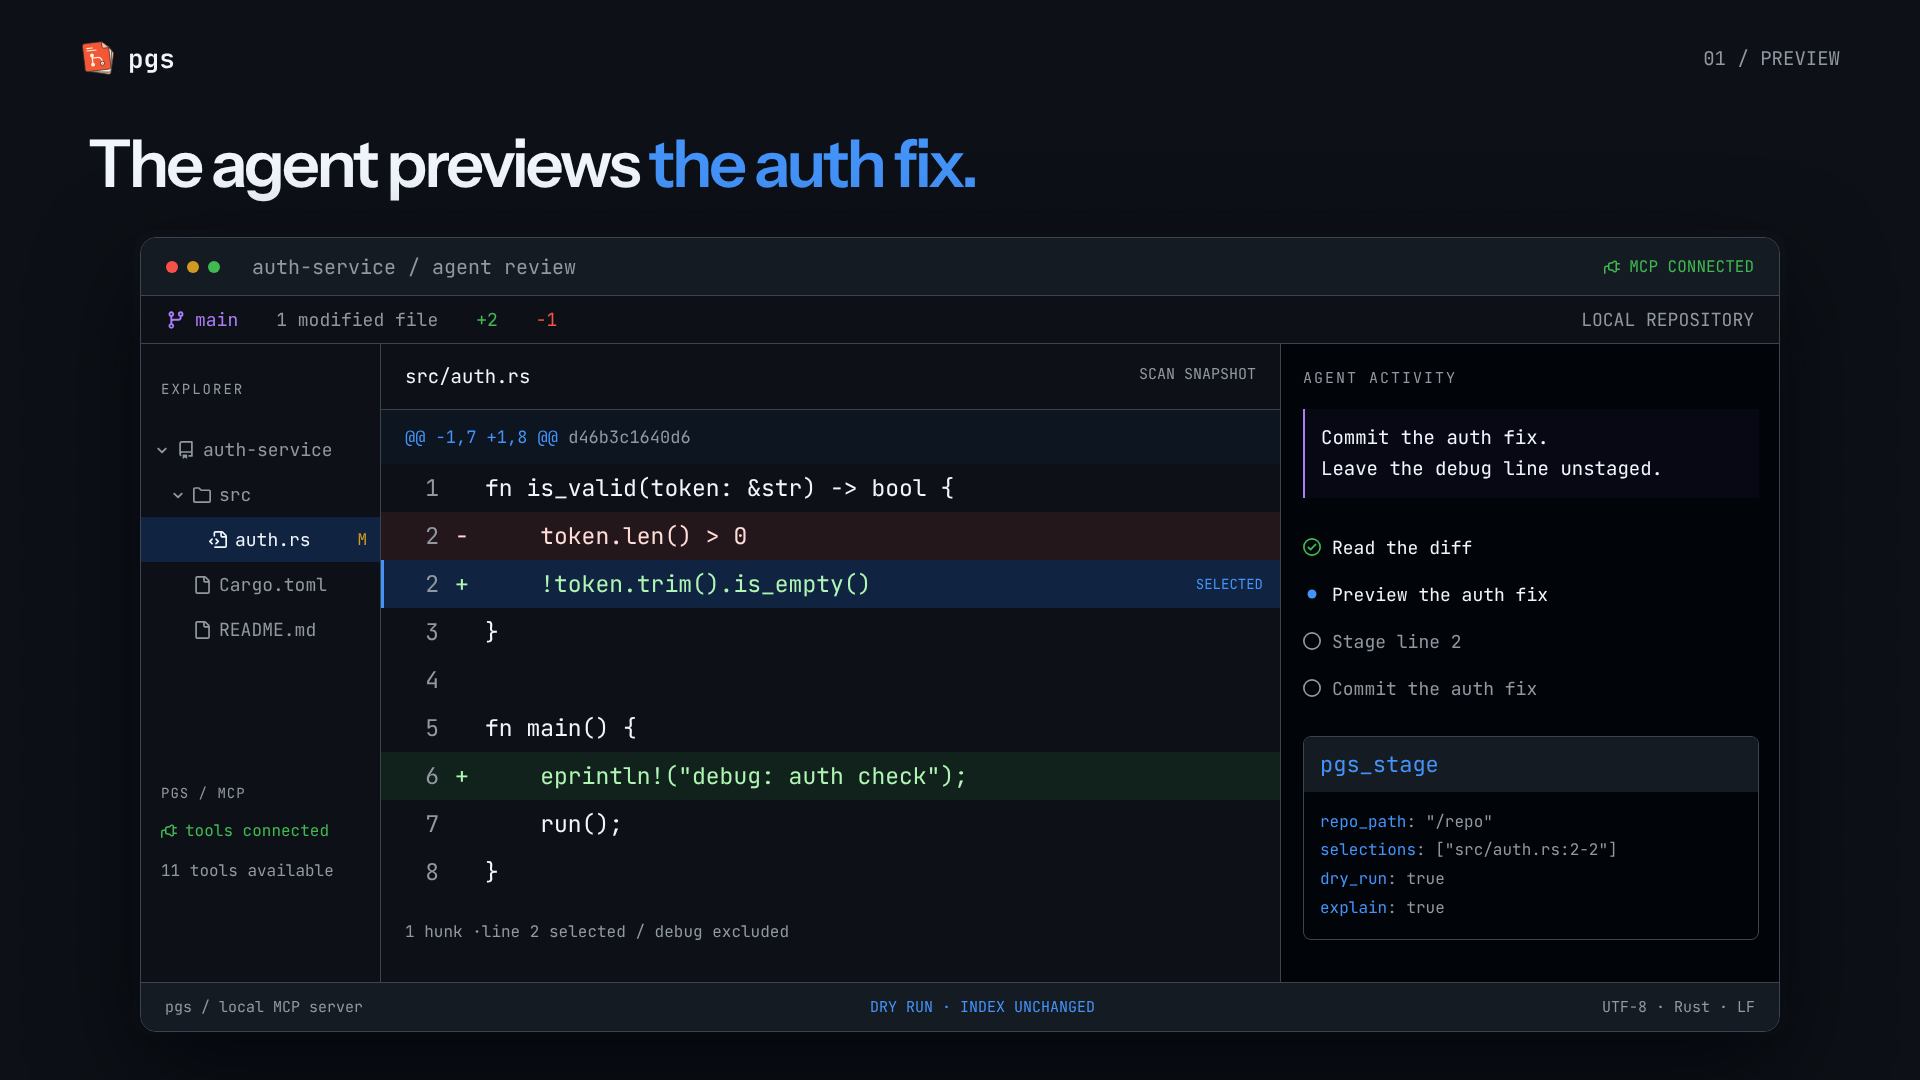 pgs
01 / PREVIEW
The agent previews the auth fix.
auth-service / agent review
MCP CONNECTED
main 1 modified file +2 -1
LOCAL REPOSITORY
EXPLORER
auth-service
src
auth.rs M
Cargo.toml
README.md
PGS / MCP
tools connected
11 tools available
src/auth.rs
SCAN SNAPSHOT
@@ -1,7 +1,8 @@ d46b3c1640d6
1 fn is_valid(token: &str) -> bool {
2 - token.len() > 0
2 + !token.trim().is_empty() SELECTED
3 }
4
5 fn main() {
6 + eprintln!("debug: auth check");
7 run();
8 }
1 hunk ·line 2 selected / debug excluded
AGENT ACTIVITY
Commit the auth fix.
Leave the debug line unstaged.
Read the diff
Preview the auth fix
Stage line 2
Commit the auth fix
pgs_stage
repo_path: "/repo"
selections: ["src/auth.rs:2-2"]
dry_run: true
explain: true
pgs / local MCP server
DRY RUN · INDEX UNCHANGED
UTF-8 · Rust · LF